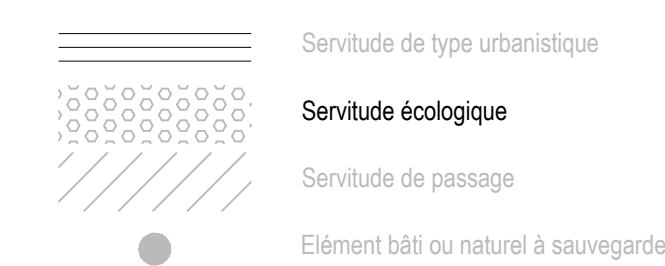 Servitude de type urbanistique
Servitude écologique
Servitude de passage
Elément bâti ou naturel à sauvegarde